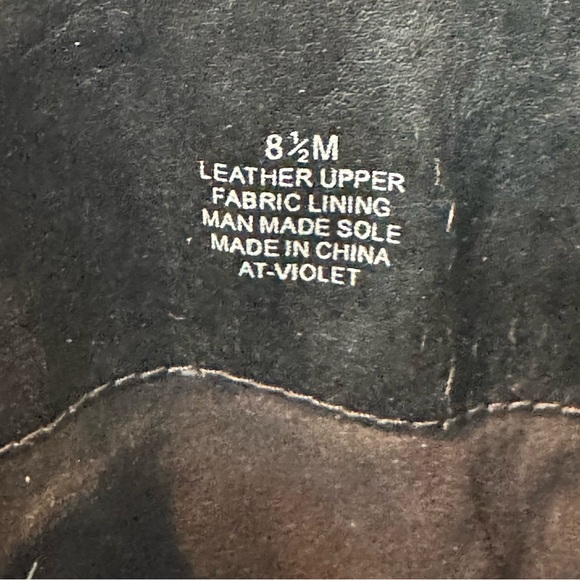 8½M
LEATHER UPPER
FABRIC LINING
MAN MADE SOLE
MADE IN CHINA
AT-VIOLET